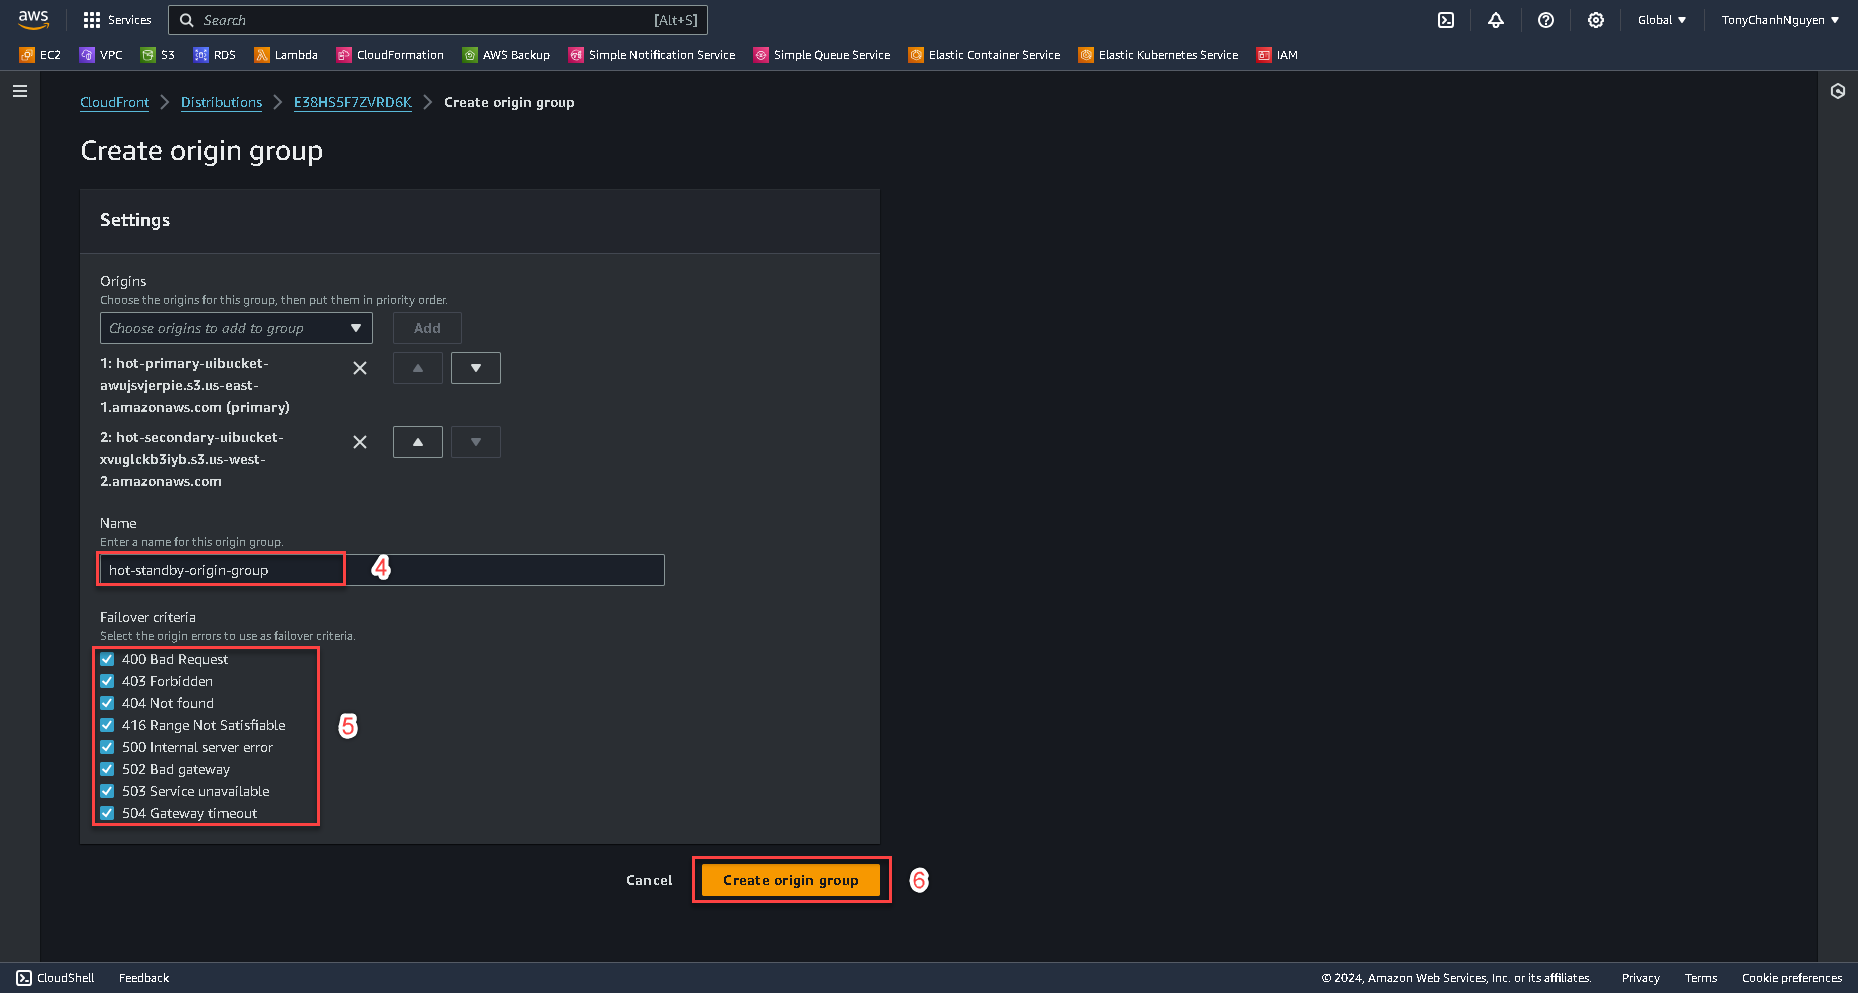 aws
Services
Search
[Alt+S]
Global
TonyChanhNguyen
EC2
VPC
S3
RDS
Lambda
CloudFormation
AWS Backup
Simple Notification Service
Simple Queue Service
Elastic Container Service
Elastic Kubernetes Service
IAM
CloudFront
Distributions
E38HS5F7ZVRD6K
Create origin group
Create origin group
Settings
Origins
Choose the origins for this group, then put them in priority order.
Choose origins to add to group
Add
1: hot-primary-uibucket-
awujsvjerpie.s3.us-east-
1.amazonaws.com (primary)
2: hot-secondary-uibucket-
xvuglckb3iyb.s3.us-west-
2.amazonaws.com
Name
Enter a name for this origin group.
hot-standby-origin-group
4
Failover criteria
Select the origin errors to use as failover criteria.
400 Bad Request
403 Forbidden
404 Not found
416 Range Not Satisfiable
500 Internal server error
502 Bad gateway
503 Service unavailable
504 Gateway timeout
5
Cancel
Create origin group
6
CloudShell
Feedback
© 2024, Amazon Web Services, Inc. or its affiliates.
Privacy
Terms
Cookie preferences